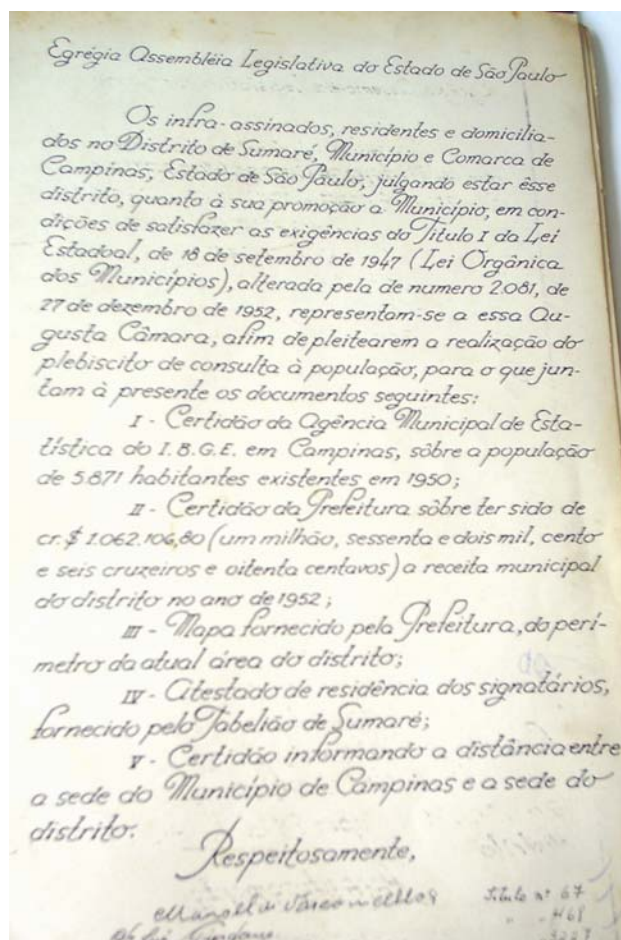 Egrégia Assembléia Legislativa do Estado de São Paulo
Os infra-assinados, residentes e domicilia-
dos no Distrito de Sumaré, Município e Comarca de
Campinas, Estado de São Paulo, julgando estar êsse
distrito, quanto à sua promoção a Município, em con-
dições de satisfazer as exigências do Título I da Lei
Estadoal, de 18 de setembro de 1947 (Lei Orgânica
dos Municípios), alterada pela de numero 2.081, de
27 de dezembro de 1952, representam-se a essa Au-
gusta Câmara, afim de pleitearem a realização do
plebiscito de consulta à população, para o que jun-
tam à presente os documentos seguintes:
I - Certidão da Agência Municipal de Esta-
tística do I.B.G.E. em Campinas, sôbre a população
de 5.871 habitantes existentes em 1950;
II - Certidão da Prefeitura sôbre ter sido de
cr.$ 1.062.106,80 (um milhão, sessenta e dois mil, cento
e seis cruzeiros e oitenta centavos) a receita municipal
do distrito no ano de 1952;
III - Mapa fornecido pela Prefeitura, do perí-
metro da atual área do distrito;
IV - Atestado de residência dos signatários,
fornecido pelo Tabelião de Sumaré;
V - Certidão informando a distância entre
a sede do Município de Campinas e a sede do
distrito.
Respeitosamente,
Vasconcellos Título nº 67
" - 468